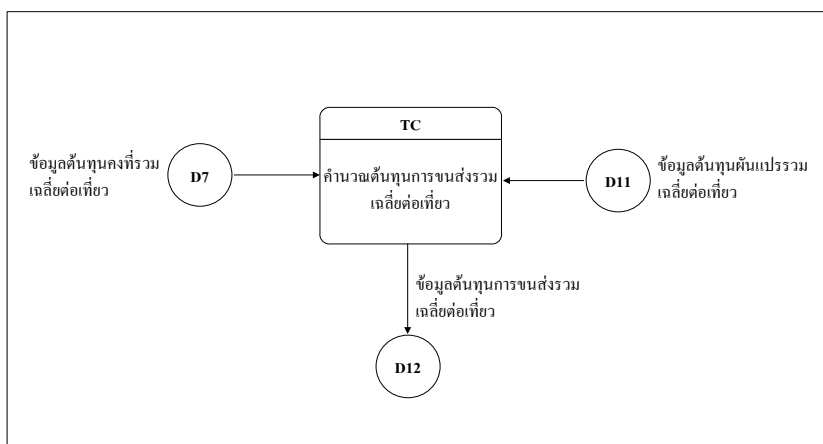 TC
ข้อมูลต้นทุนคงที่รวม
เฉลี่ยต่อเที่ยว
D7
คำนวณต้นทุนการขนส่งรวม
เฉลี่ยต่อเที่ยว
D11
ข้อมูลต้นทุนผันแปรรวม
เฉลี่ยต่อเที่ยว
ข้อมูลต้นทุนการขนส่งรวม
เฉลี่ยต่อเที่ยว
D12